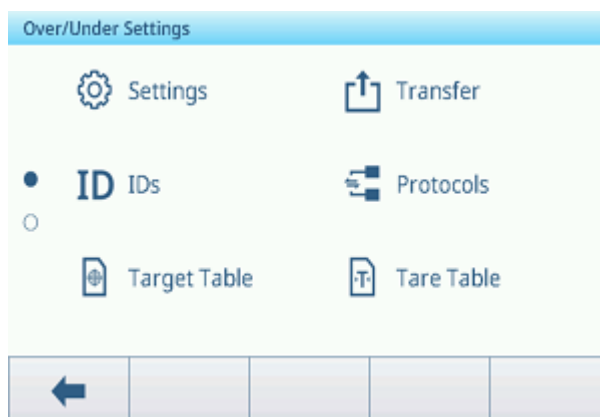 Over/Under Settings
Settings
Transfer
ID IDs
Protocols
Target Table
T Tare Table